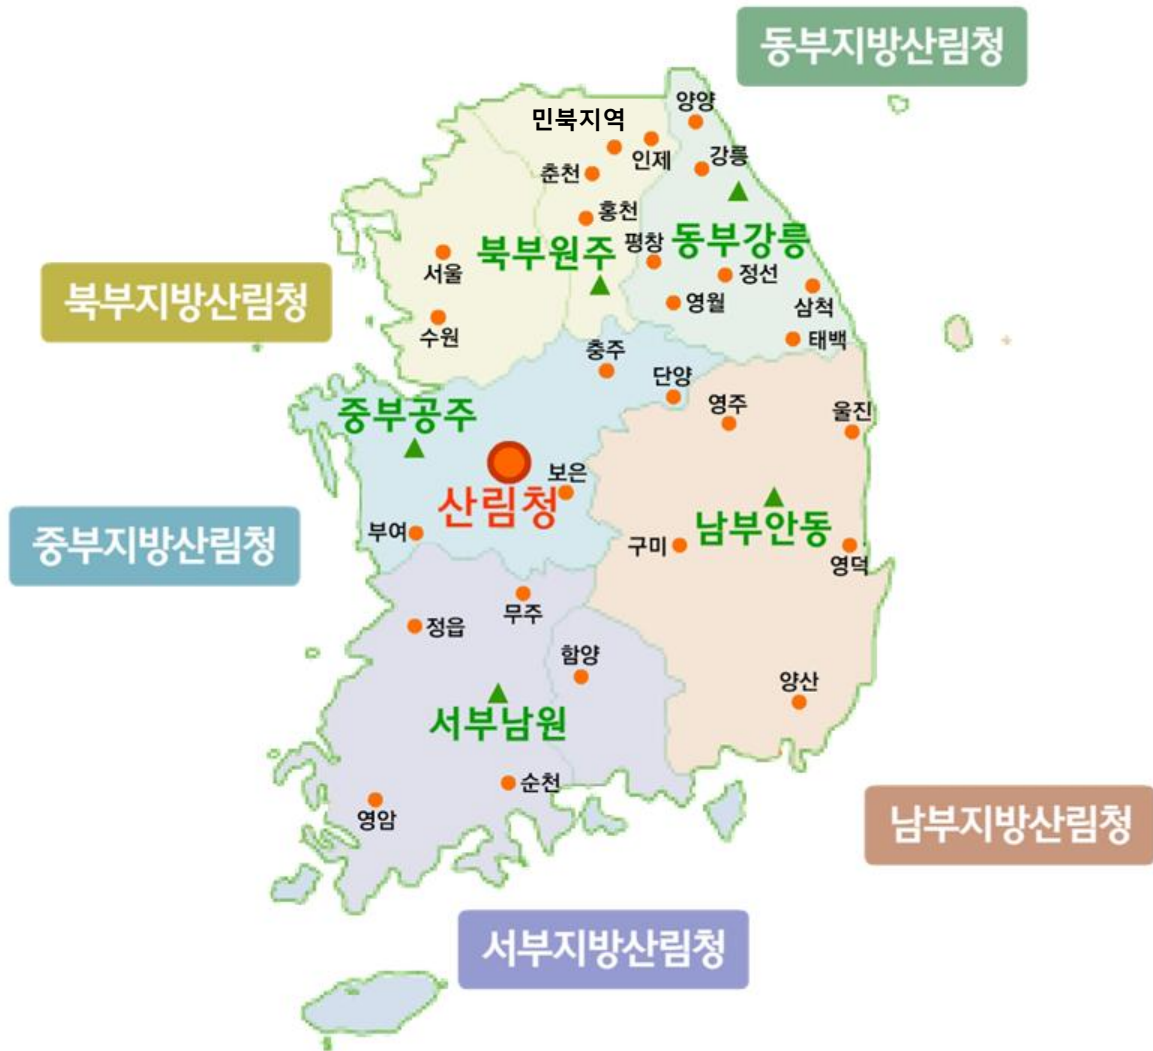 동부지방산림청
양양
민북지역
인제
강릉
춘천
홍천
북부원주
평창
동부강릉
서울
정선
북부지방산림청
영월
삼척
수원
태백
충주
단양
중부공주
영주
울진
보은
산림청
부여
중부지방산림청
구미
남부안동
영덕
무주
정읍
함양
양산
서부남원
순천
영암
남부지방산림청
서부지방산림청